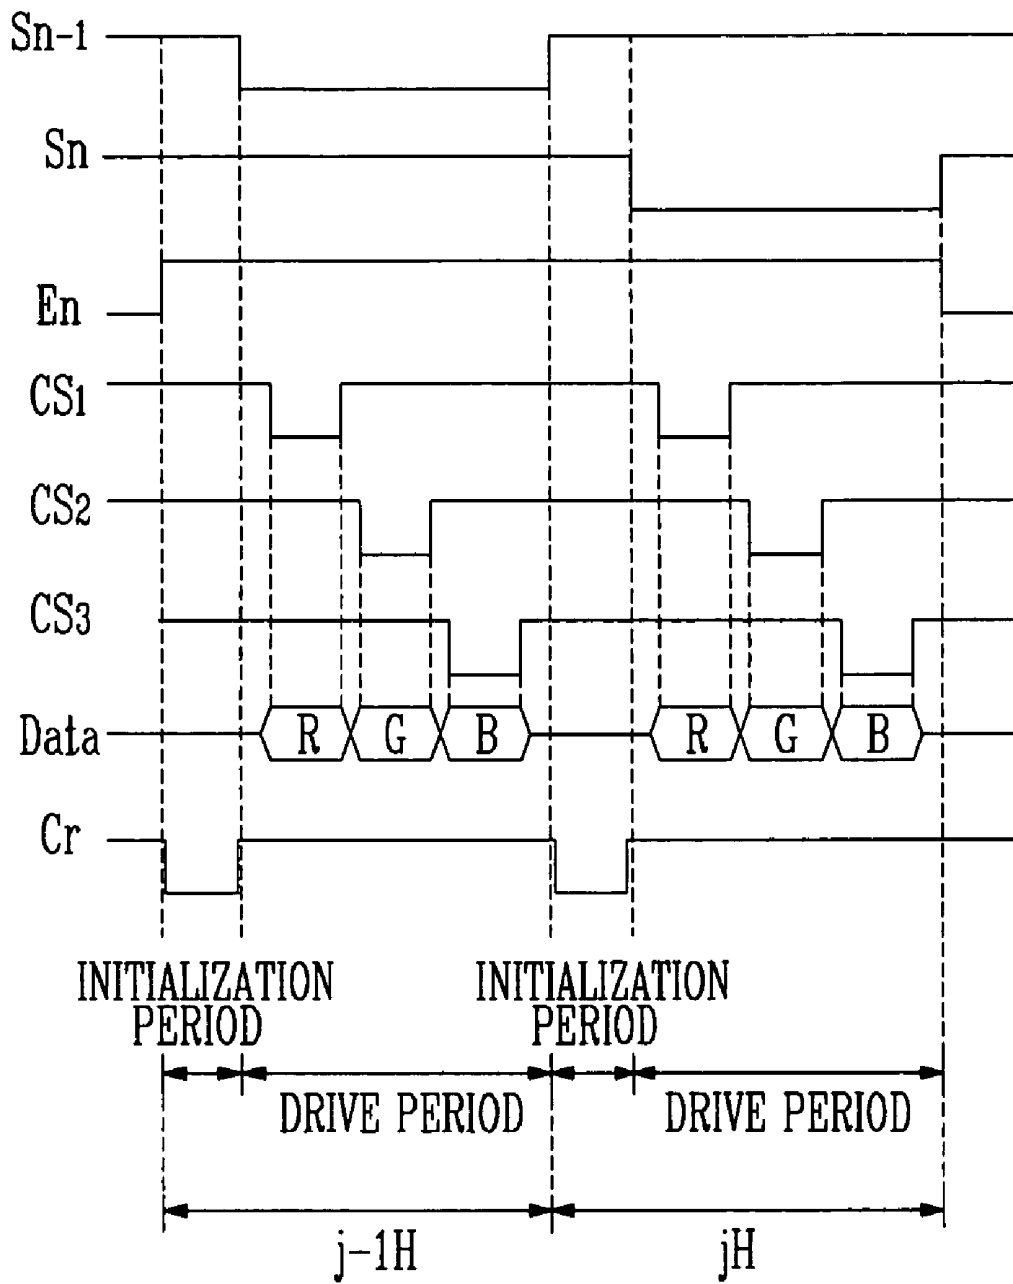 Sn-1
Sn
En
CS1
CS2
CS3
Data R G B R G B
Cr
INITIALIZATION PERIOD
INITIALIZATION PERIOD
DRIVE PERIOD
DRIVE PERIOD
j-1H
jH